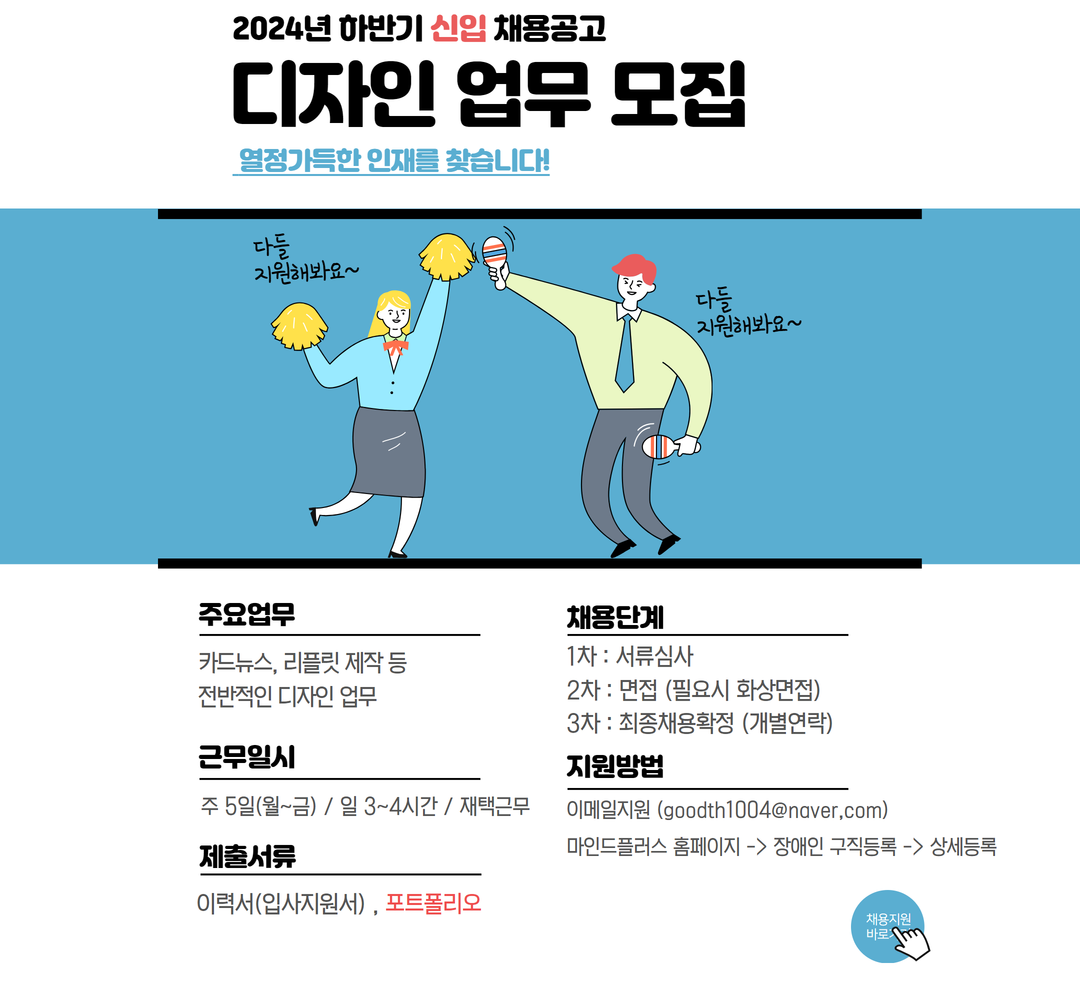 2024년 하반기 신입 채용공고
디자인 업무 모집
열정가득한 인재를 찾습니다!
다들
지원해봐요~
다들
지원해봐요~
주요업무
카드뉴스, 리플릿 제작 등
전반적인 디자인 업무
근무일시
주 5일(월~금) / 일 3~4시간 / 재택근무
제출서류
이력서(입사지원서) , 포트폴리오
채용단계
1차 : 서류심사
2차 : 면접 (필요시 화상면접)
3차 : 최종채용확정 (개별연락)
지원방법
이메일지원 (goodth1004@naver.com)
마인드플러스 홈페이지 -> 장애인 구직등록 -> 상세등록
채용지원